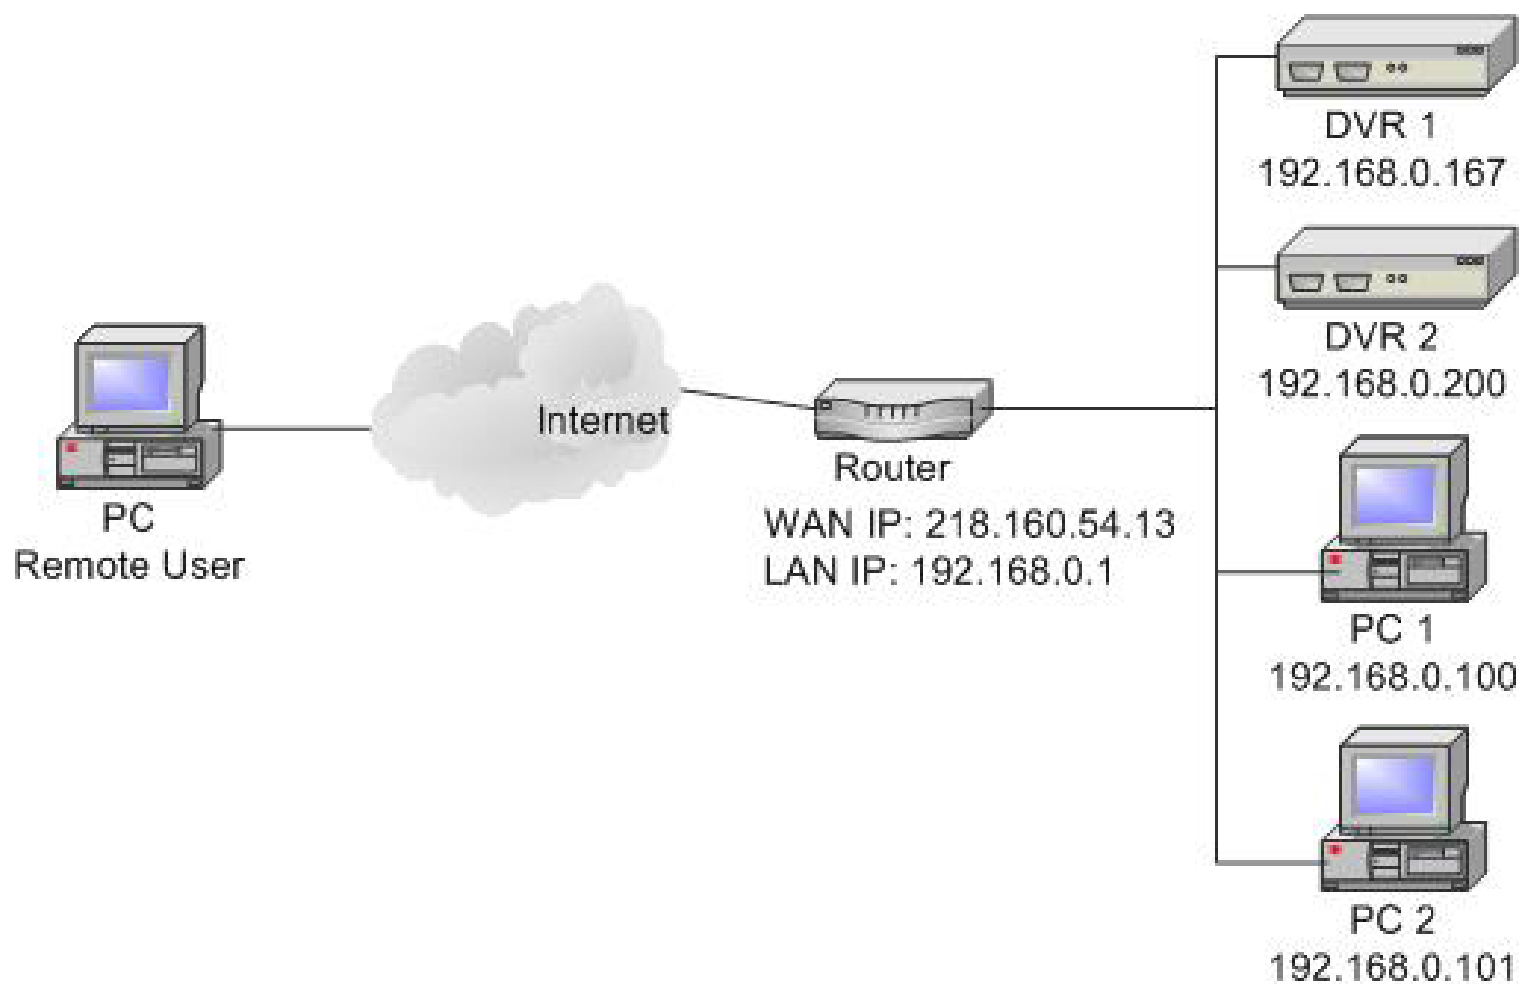 DVR 1
192.168.0.167
DVR 2
192.168.0.200
Internet
Router
WAN IP: 218.160.54.13
LAN IP: 192.168.0.1
PC
Remote User
PC 1
192.168.0.100
PC 2
192.168.0.101